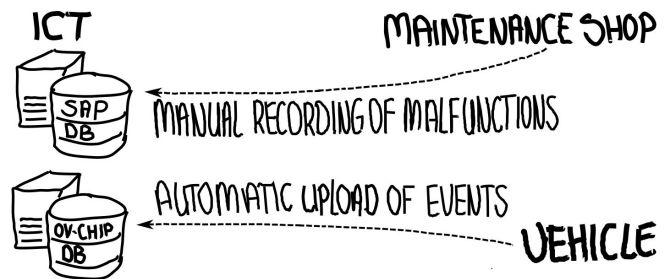 ICT
MAINTENANCE SHOP
SAP
DB
MANUAL RECORDING OF MALFUNCTIONS
AUTOMATIC UPLOAD OF EVENTS
OV-CHIP
DB
VEHICLE